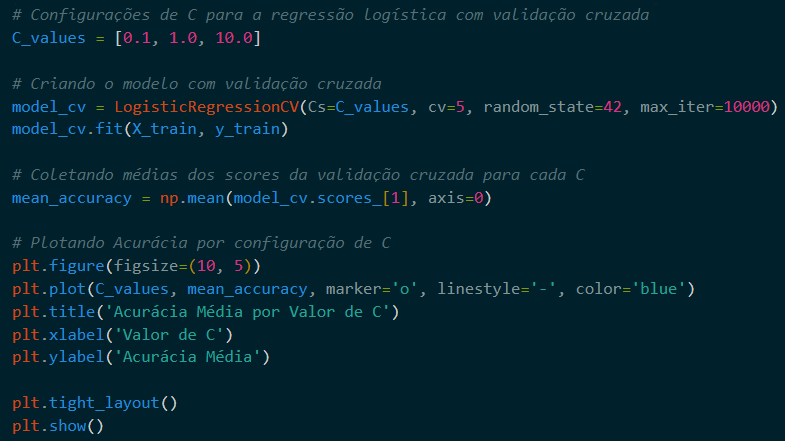 # Configurações de C para a regressão logística com validação cruzada
C_values = [0.1, 1.0, 10.0]
# Criando o modelo com validação cruzada
model_cv = LogisticRegressionCV(Cs=C_values, cv=5, random_state=42, max_iter=10000)
model_cv.fit(X_train, y_train)
# Coletando médias dos scores da validação cruzada para cada C
mean_accuracy = np.mean(model_cv.scores_[1], axis=0)
# Plotando Acurácia por configuração de C
plt.figure(figsize=(10, 5))
plt.plot(C_values, mean_accuracy, marker='o', linestyle='-', color='blue')
plt.title('Acurácia Média por Valor de C')
plt.xlabel('Valor de C')
plt.ylabel('Acurácia Média')
plt.tight_layout()
plt.show()